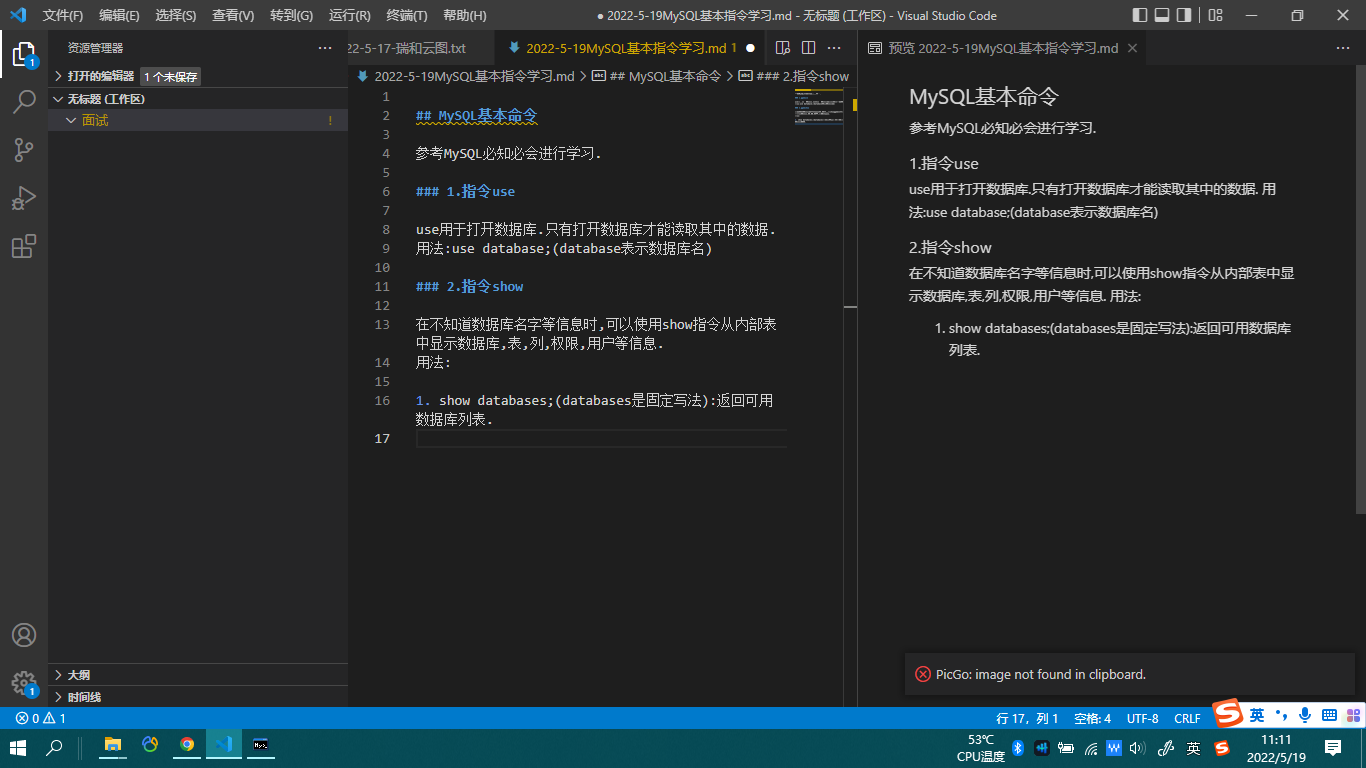 文件(F) 编辑(E) 选择(S) 查看(V) 转到(G) 运行(R) 终端(T) 帮助(H) ● 2022-5-19MySQL基本指令学习.md - 无标题 (工作区) - Visual Studio Code
资源管理器 ···
打开的编辑器 1 个未保存
无标题 (工作区)
面试 !
大纲
时间线
1
1
22-5-17-瑞和云图.txt 2022-5-19MySQL基本指令学习.md 1 ● ···
2022-5-19MySQL基本指令学习.md > ## MySQL基本命令 > ### 2.指令show
1
2 ## MySQL基本命令
3
4 参考MySQL必知必会进行学习.
5
6 ### 1.指令use
7
8 use用于打开数据库.只有打开数据库才能读取其中的数据.
9 用法:use database;(database表示数据库名)
10
11 ### 2.指令show
12
13 在不知道数据库名字等信息时,可以使用show指令从内部表
中显示数据库,表,列,权限,用户等信息.
14 用法:
15
16 1. show databases;(databases是固定写法):返回可用
数据库列表.
17
预览 2022-5-19MySQL基本指令学习.md ···
MySQL基本命令
参考MySQL必知必会进行学习.
1.指令use
use用于打开数据库.只有打开数据库才能读取其中的数据. 用
法:use database;(database表示数据库名)
2.指令show
在不知道数据库名字等信息时,可以使用show指令从内部表中显
示数据库,表,列,权限,用户等信息. 用法:
1. show databases;(databases是固定写法):返回可用数据库
列表.
PicGo: image not found in clipboard.
0 1 行 17，列 1 空格: 4 UTF-8 CRLF
S 英
53℃
CPU温度
W 英 S
11:11
2022/5/19